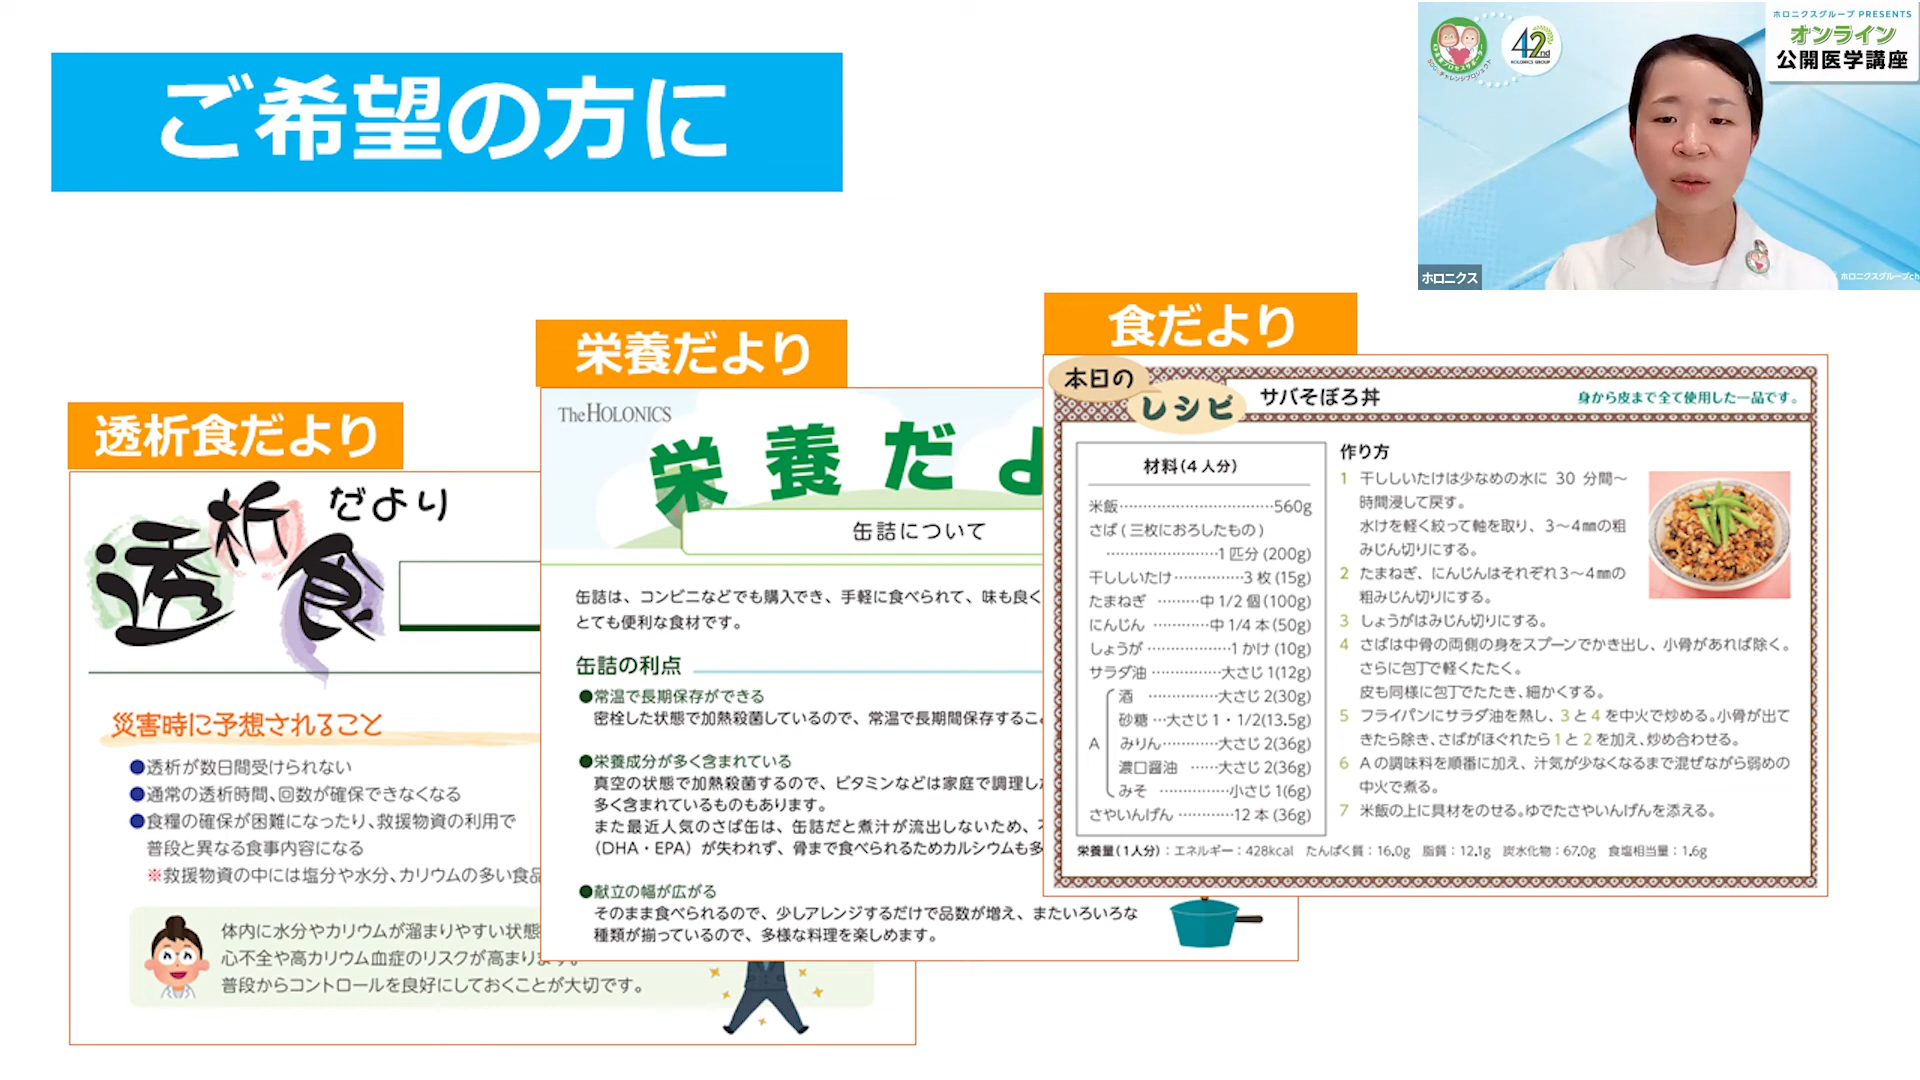 ご希望の方に
ホロニクスグループ PRESENTS
オンライン
公開医学講座
42nd
HOLONICS GROUP
ホロニクス
ホロニクスグループch
透析食だより
透析食だより
災害時に予想されること
●透析が数日間受けられない
●通常の透析時間、回数が確保できなくなる
●食糧の確保が困難になったり、救援物資の利用で
普段と異なる食事内容になる
※救援物資の中には塩分や水分、カリウムの多い食品
体内に水分やカリウムが溜まりやすい状態
心不全や高カリウム血症のリスクが高まります。
普段からコントロールを良好にしておくことが大切です。
栄養だより
The HOLONICS
栄養だよ
缶詰について
缶詰は、コンビニなどでも購入でき、手軽に食べられて、味も良く
とても便利な食材です。
缶詰の利点
●常温で長期保存ができる
密栓した状態で加熱殺菌しているので、常温で長期間保存するこ
●栄養成分が多く含まれている
真空の状態で加熱殺菌するので、ビタミンなどは家庭で調理し
多く含まれているものもあります。
また最近人気のさば缶は、缶詰だと煮汁が流出しないため、
(DHA・EPA）が失われず、骨まで食べられるためカルシウムも多
●献立の幅が広がる
そのまま食べられるので、少しアレンジするだけで品数が増え、またいろいろな
種類が揃っているので、多様な料理を楽しめます。
食だより
本日の
レシピ
サバそぼろ丼
身から皮まで全て使用した一品です。
材料(4人分)
米飯…………………………560g
さば(三枚におろしたもの)
…………………1匹分(200g)
干ししいたけ…………3枚(15g)
たまねぎ ………中1/2個(100g)
にんじん …………中1/4本(50g)
しょうが ……………1かけ(10g)
サラダ油 …………大さじ1(12g)
酒 …………大さじ2(30g)
砂糖…大さじ1・1/2(13.5g)
A
みりん…………大さじ2(36g)
濃口醤油 ……大さじ2(36g)
みそ …………小さじ1(6g)
さやいんげん …………12本(36g)
作り方
1 干ししいたけは少なめの水に 30 分間～
時間浸して戻す。
水けを軽く絞って軸を取り、3～4㎜の粗
みじん切りにする。
2 たまねぎ、にんじんはそれぞれ3～4㎜の
粗みじん切りにする。
3 しょうがはみじん切りにする。
4 さばは中骨の両側の身をスプーンでかき出し、小骨があれば除く。
さらに包丁で軽くたたく。
皮も同様に包丁でたたき、細かくする。
5 フライパンにサラダ油を熱し、3と4を中火で炒める。小骨が出て
きたら除き、さばがほぐれたら1と2を加え、炒め合わせる。
6 Aの調味料を順番に加え、汁気が少なくなるまで混ぜながら弱めの
中火で煮る。
7 米飯の上に具材をのせる。ゆでたさやいんげんを添える。
栄養量(1人分)：エネルギー：428kcal たんぱく質：16.0g 脂質：12.1g 炭水化物：67.0g 食塩相当量：1.6g